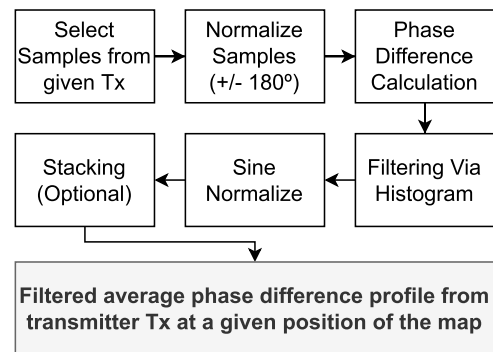 Select
Samples from
given Tx
Normalize
Samples
(+/- 180º)
Phase
Difference
Calculation
Filtering Via
Histogram
Sine
Normalize
Stacking
(Optional)
Filtered average phase difference profile from
transmitter Tx at a given position of the map